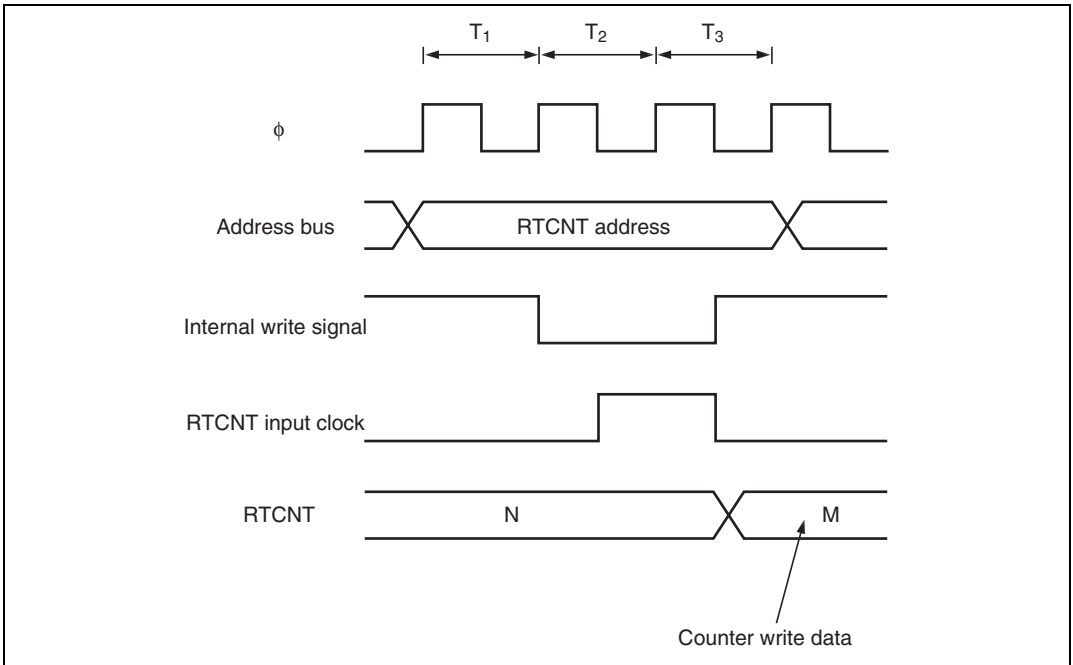 T1 T2 T3
ϕ
Address bus RTCNT address
Internal write signal
RTCNT input clock
RTCNT N M
Counter write data